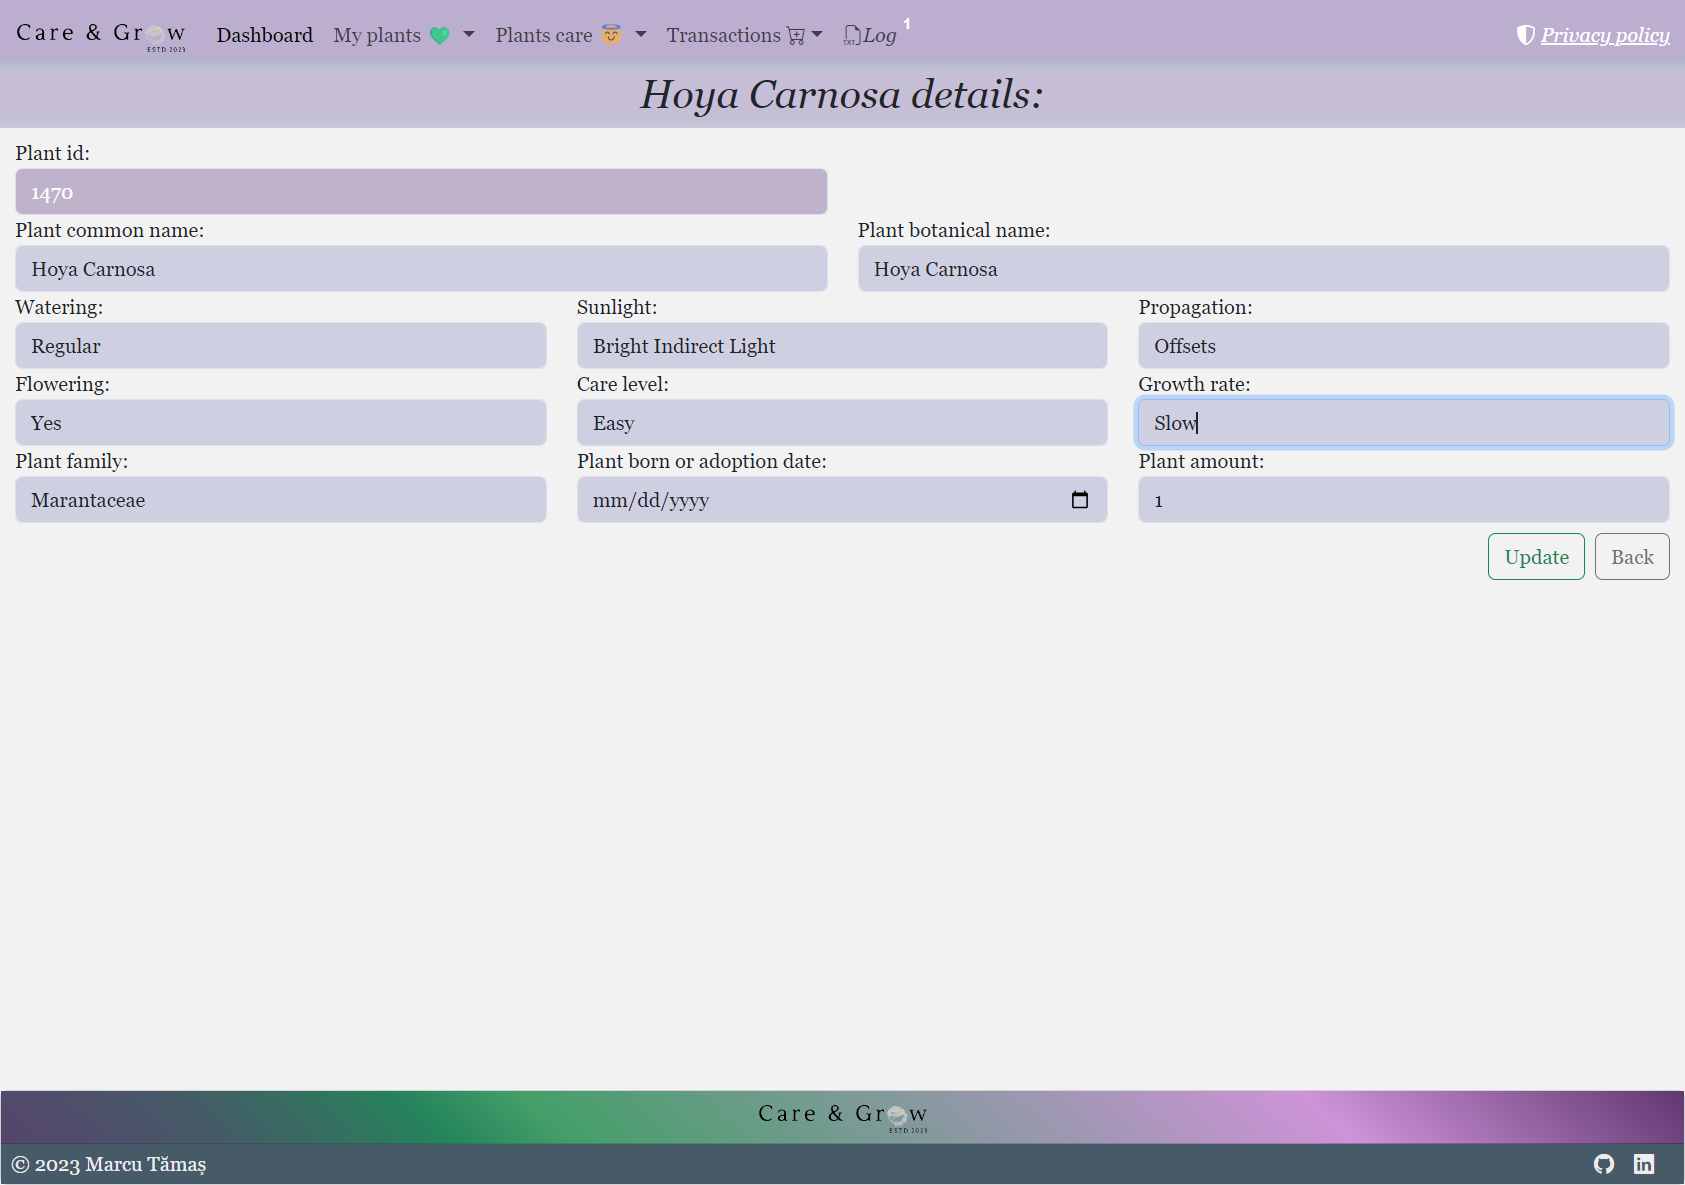 Care & Grow
ESTD 2023
Dashboard
My plants
Plants care
Transactions
TXT
Log
1
Privacy policy
Hoya Carnosa details:
Plant id:
1470
Plant common name:
Plant botanical name:
Hoya Carnosa
Hoya Carnosa
Watering:
Sunlight:
Propagation:
Regular
Bright Indirect Light
Offsets
Flowering:
Care level:
Growth rate:
Yes
Easy
Slow
Plant family:
Plant born or adoption date:
Plant amount:
Marantaceae
mm/dd/yyyy
1
Update
Back
Care & Grow
ESTD 2023
© 2023 Marcu Tămaș
in